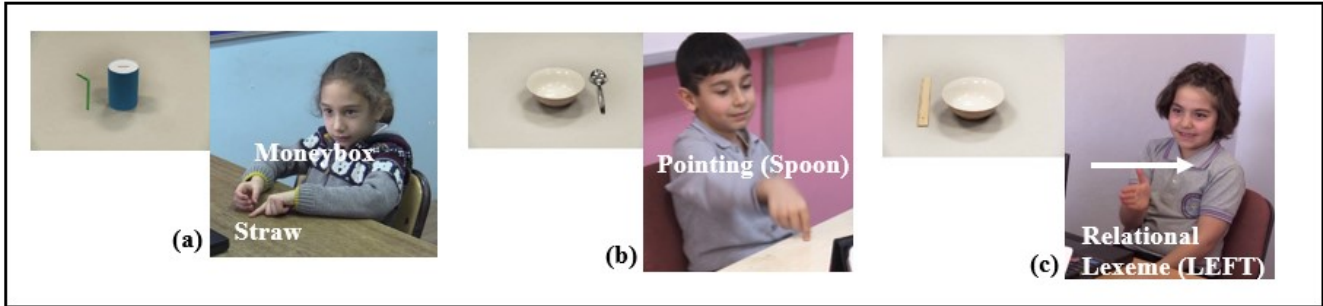 Moneybox
Straw
(a)
Pointing (Spoon)
(b)
Relational
Lexeme (LEFT)
(c)